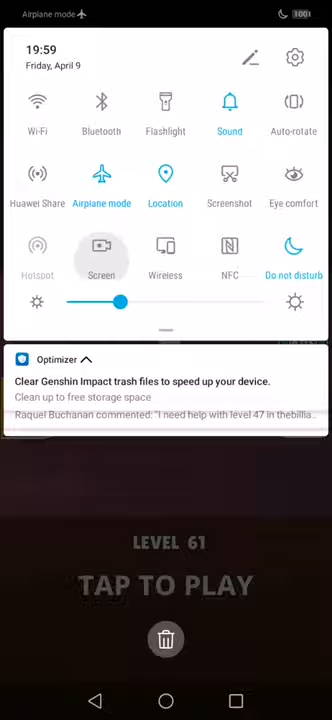 Airplane mode
100
19:59
Friday, April 9
Wi-Fi
Bluetooth
Flashlight
Sound
Auto-rotate
Huawei Share
Airplane mode
Location
Screenshot
Eye comfort
Hotspot
Screen
Wireless
NFC
Do not disturb
Optimizer
Clear Genshin Impact trash files to speed up your device.
Clean up to free storage space
Raquel Buchanan commented: "I need help with level 47 in thebillia...
LEVEL 61
TAP TO PLAY